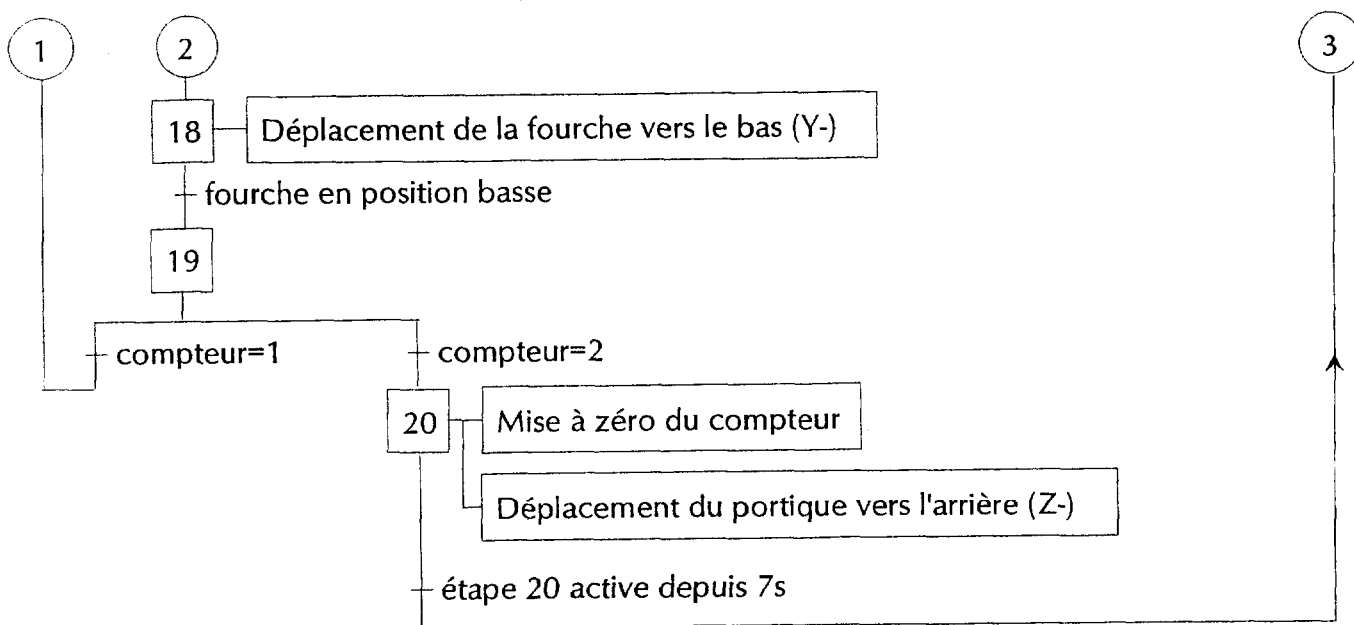 1
2
3
18
Déplacement de la fourche vers le bas (Y-)
fourche en position basse
19
compteur=1
compteur=2
20
Mise à zéro du compteur
Déplacement du portique vers l'arrière (Z-)
étape 20 active depuis 7s